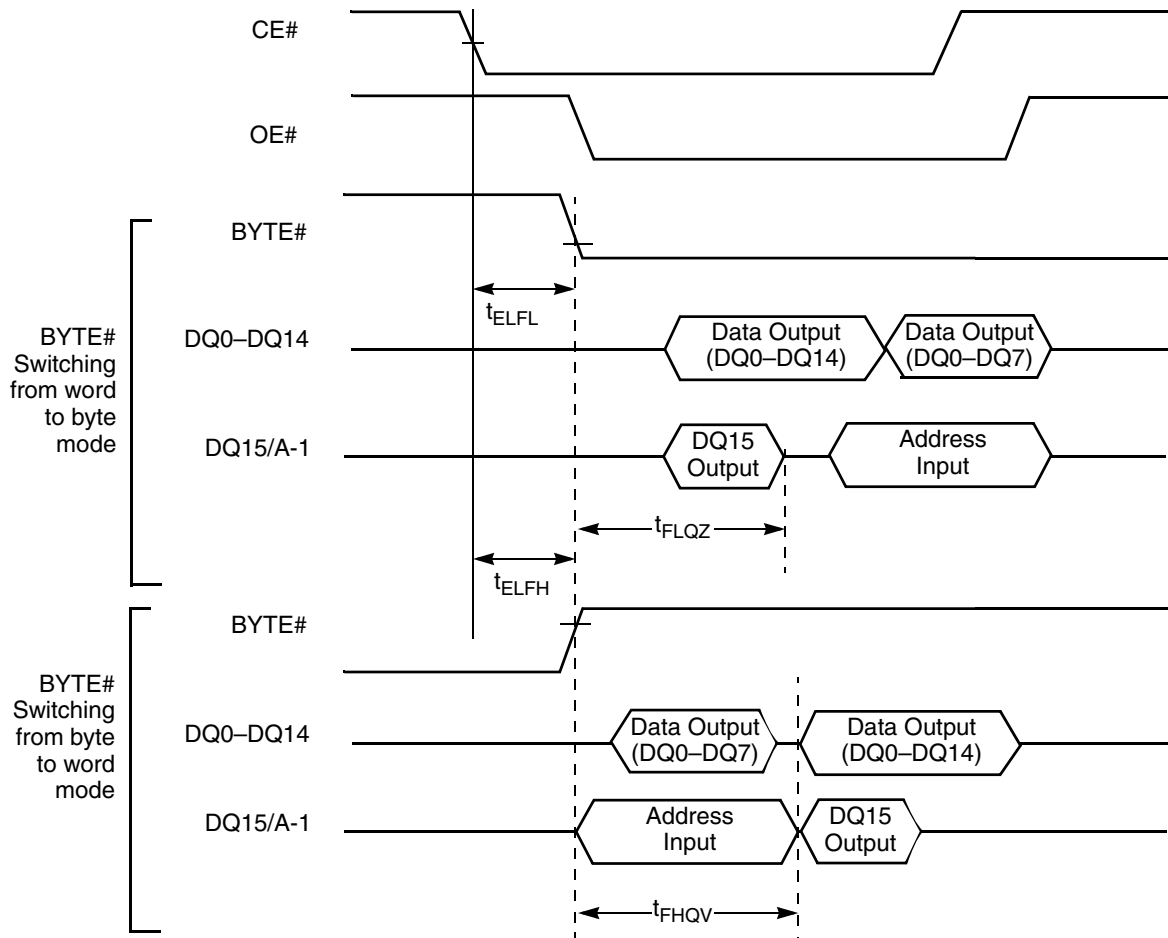 CE#
OE#
BYTE#
tELFL
BYTE#
Switching
from word
to byte
mode
DQ0–DQ14
Data Output
(DQ0–DQ14)
Data Output
(DQ0–DQ7)
DQ15/A-1
DQ15
Output
Address
Input
tFLQZ
tELFH
BYTE#
BYTE#
Switching
from byte
to word
mode
DQ0–DQ14
Data Output
(DQ0–DQ7)
Data Output
(DQ0–DQ14)
DQ15/A-1
Address
Input
DQ15
Output
tFHQV